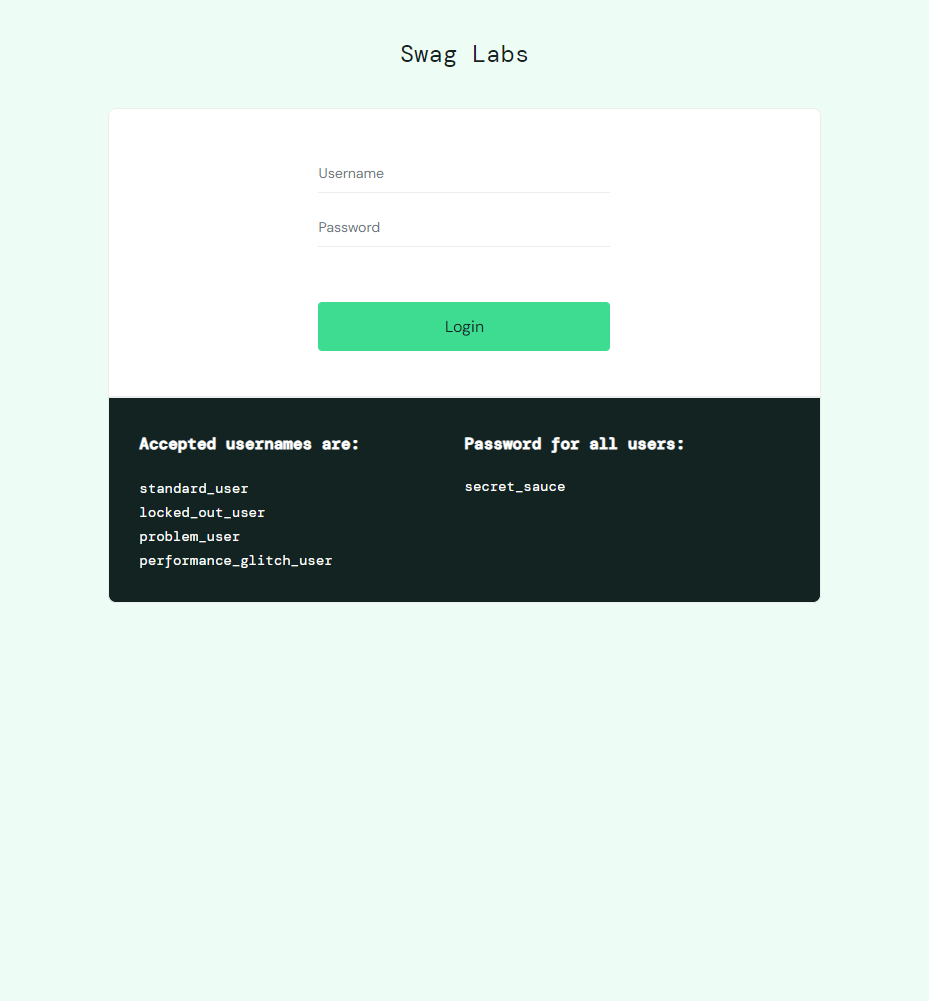 Swag Labs
Username
Password
Login
Accepted usernames are:
standard_user
locked_out_user
problem_user
performance_glitch_user
Password for all users:
secret_sauce